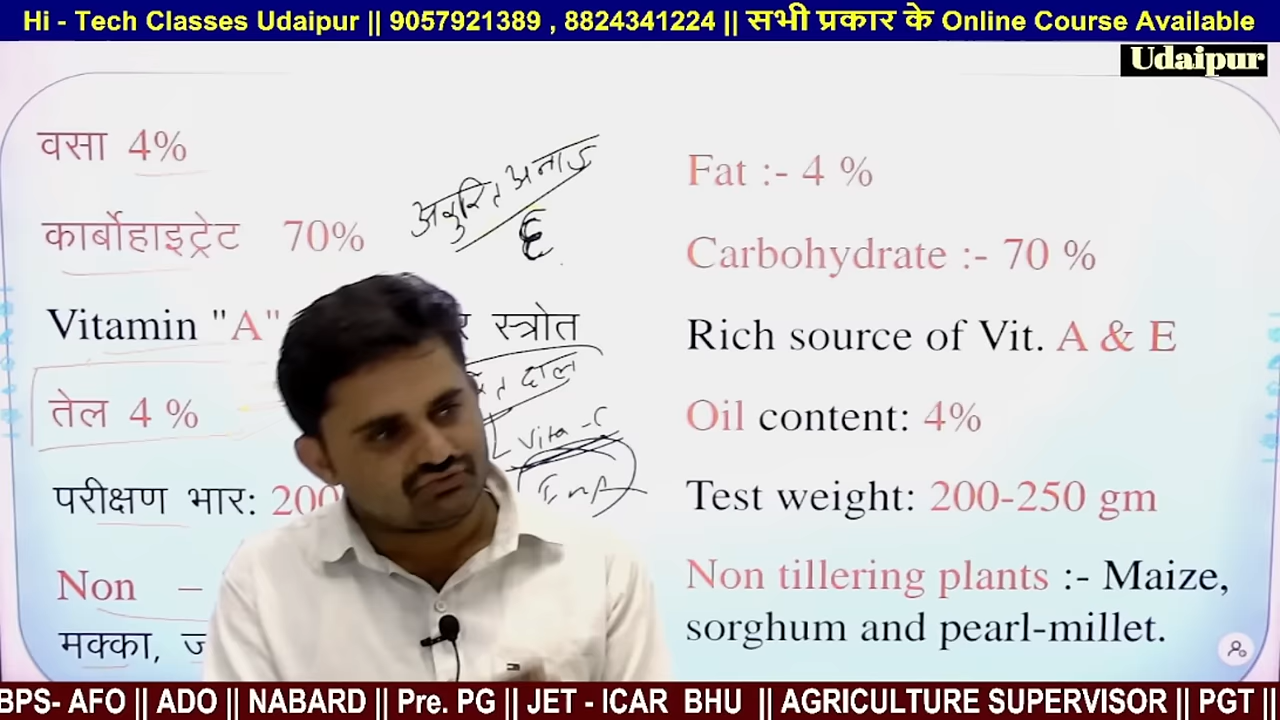 Hi - Tech Classes Udaipur || 9057921389 , 8824341224 || सभी प्रकार के Online Course Available
Udaipur
वसा 4%
कार्बोहाइट्रेट 70%
Vitamin "A" स्त्रोत
तेल 4 %
परीक्षण भार: 200
Non –
मक्का, ज
अनाज
E
दाल
Vita - C
Imp
Fat :- 4 %
Carbohydrate :- 70 %
Rich source of Vit. A & E
Oil content: 4%
Test weight: 200-250 gm
Non tillering plants :- Maize,
sorghum and pearl-millet.
BPS- AFO || ADO || NABARD || Pre. PG || JET - ICAR BHU || AGRICULTURE SUPERVISOR || PGT ||